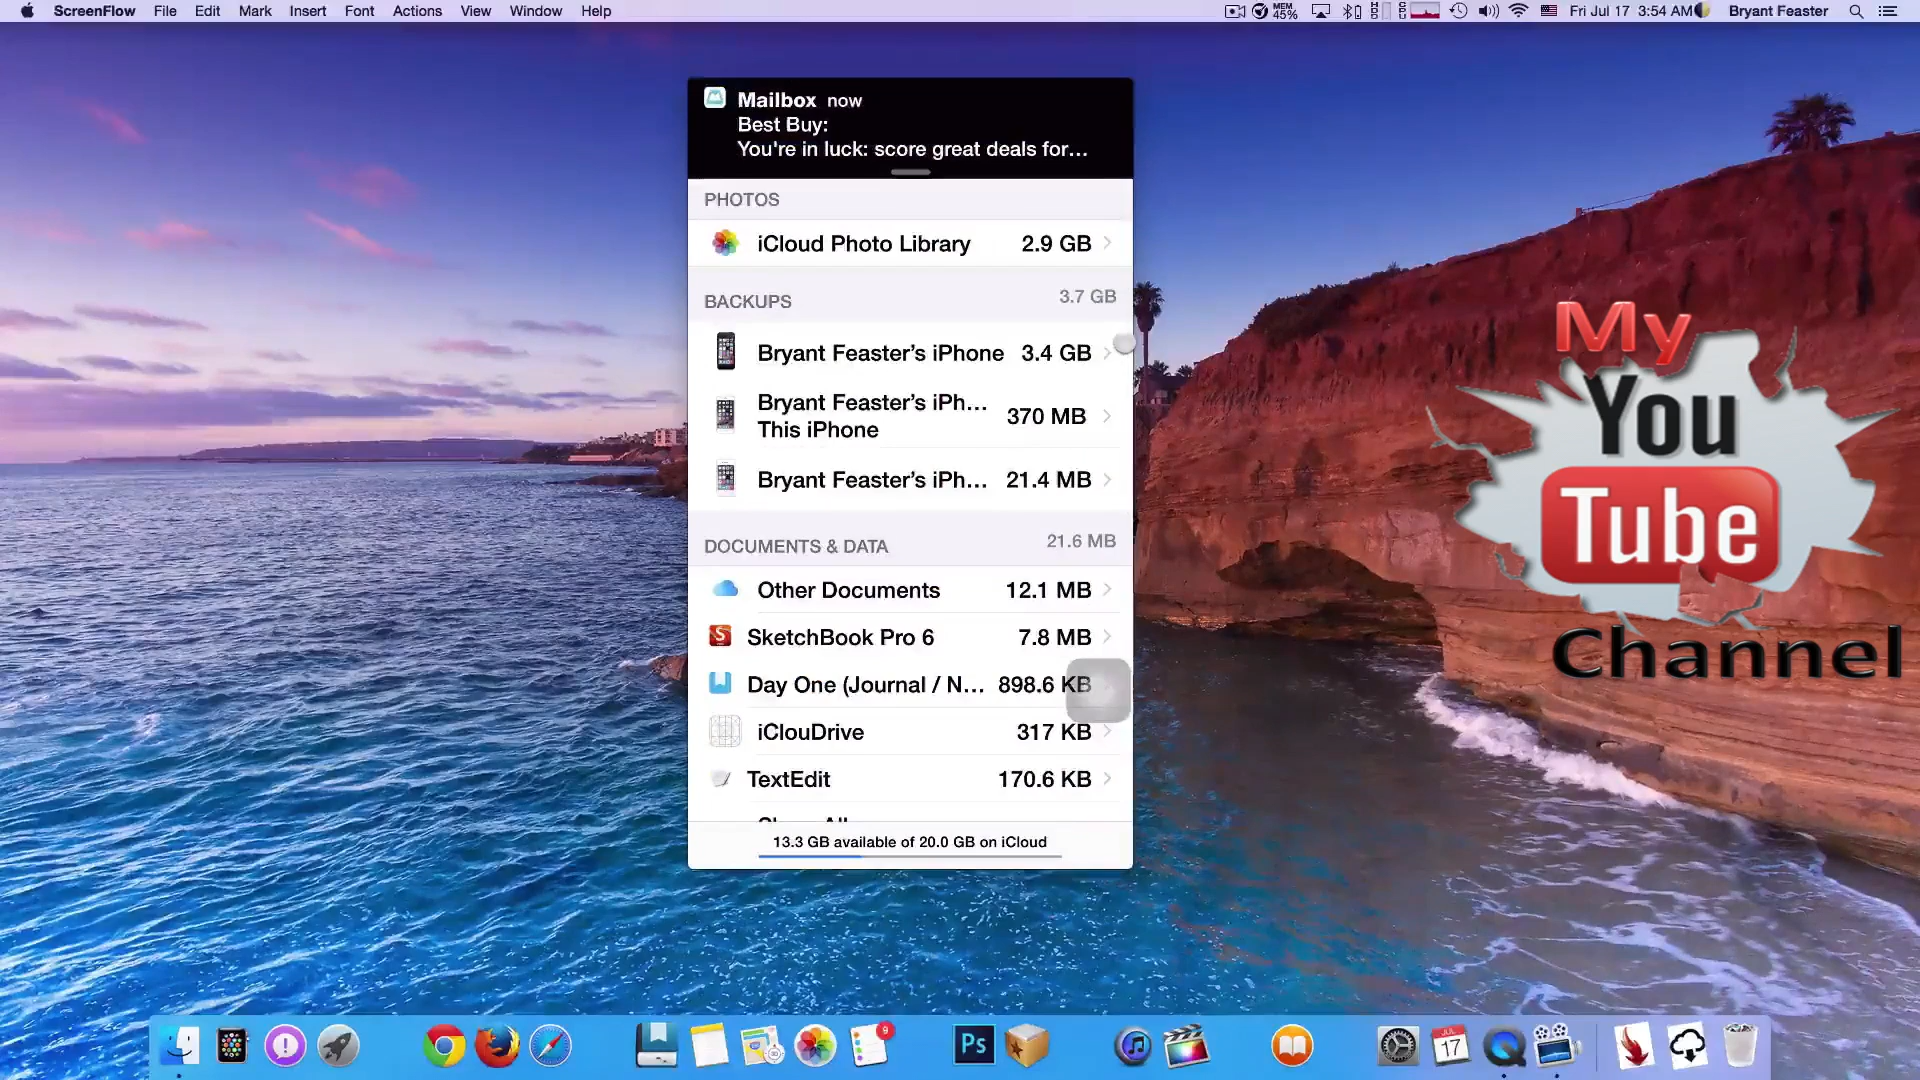 ScreenFlow File Edit Mark Insert Font Actions View Window Help
MEM 45% Fri Jul 17 3:54 AM Bryant Feaster
Mailbox now
Best Buy:
You're in luck: score great deals for...
PHOTOS
iCloud Photo Library 2.9 GB
BACKUPS 3.7 GB
Bryant Feaster's iPhone 3.4 GB
Bryant Feaster's iPh... 370 MB
This iPhone
Bryant Feaster's iPh... 21.4 MB
DOCUMENTS & DATA 21.6 MB
Other Documents 12.1 MB
SketchBook Pro 6 7.8 MB
Day One (Journal / N... 898.6 KB
iClouDrive 317 KB
TextEdit 170.6 KB
13.3 GB available of 20.0 GB on iCloud
My
You
Tube
Channel
9
Ps
JUL
17